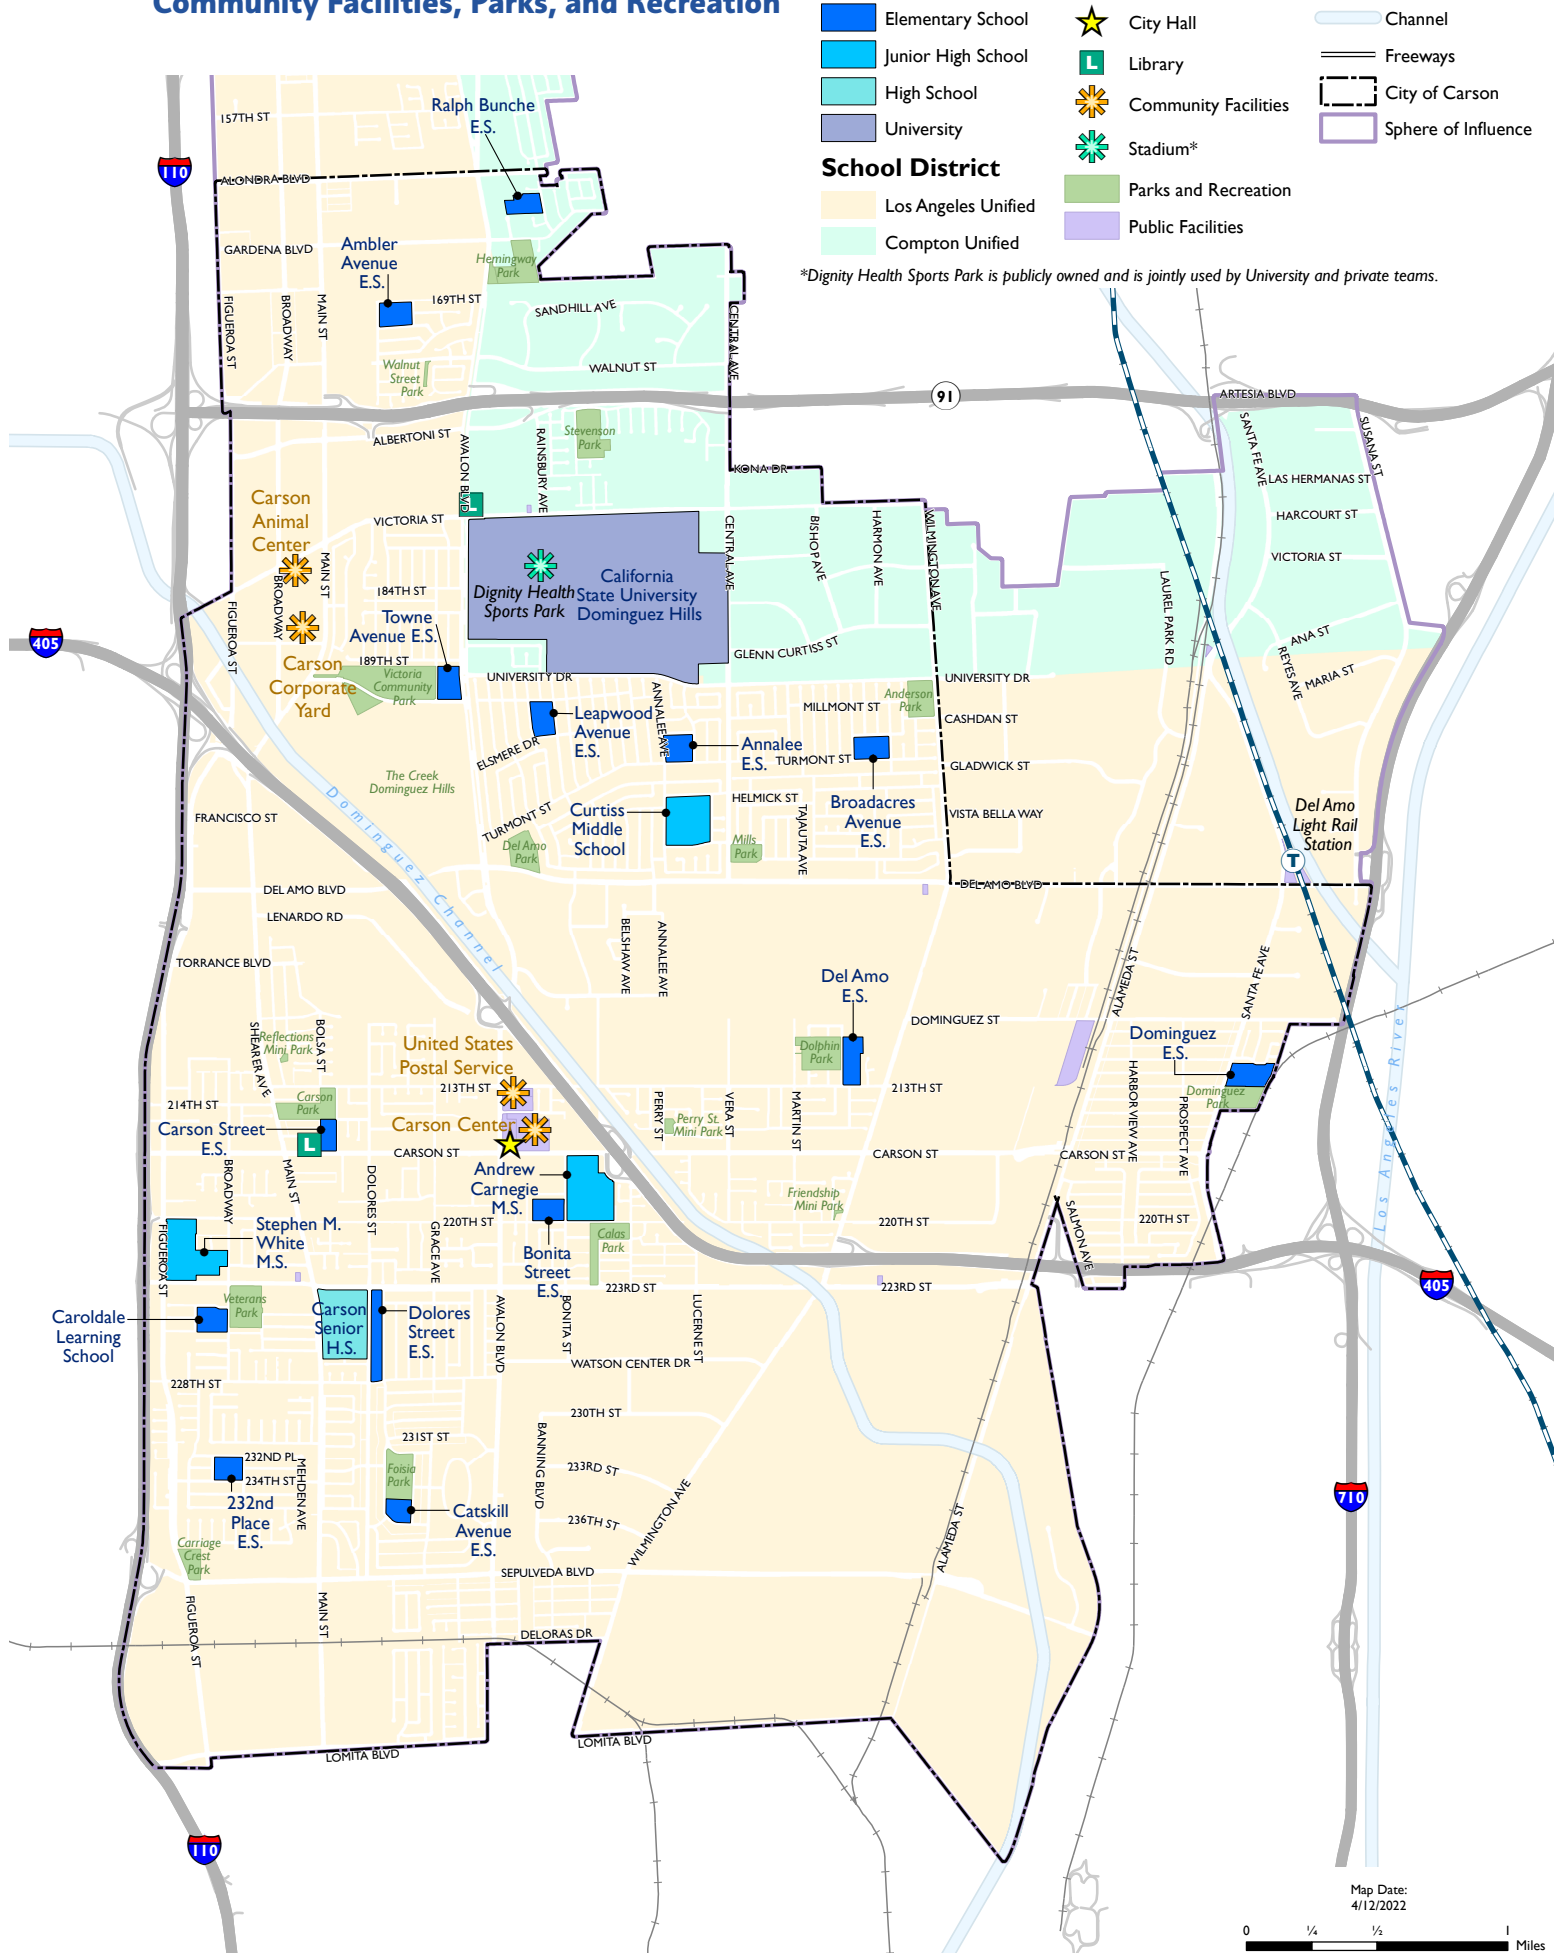 Community Facilities, Parks, and Recreation
Elementary School
Junior High School
High School
University
School District
Los Angeles Unified
Compton Unified
City Hall
L
Library
Community Facilities
Stadium*
Parks and Recreation
Public Facilities
Channel
Freeways
City of Carson
Sphere of Influence
*Dignity Health Sports Park is publicly owned and is jointly used by University and private teams.
157TH ST
Ralph Bunche
E.S.
110
ALONDRA BLVD
GARDENA BLVD
Ambler
Avenue
E.S.
Hemingway
Park
169TH ST
SANDHILL AVE
FIGUEROA ST
BROADWAY
MAIN ST
CENTRAL AVE
Walnut
Street
Park
WALNUT ST
91
ARTESIA BLVD
ALBERTONI ST
AVALON BLVD
RAINSBURY AVE
Stevenson
Park
SANTA FE AVE
SUSANA ST
KONA DR
LAS HERMANAS ST
L
Carson
Animal
Center
VICTORIA ST
HARCOURT ST
VICTORIA ST
MAIN ST
BROADWAY
FIGUEROA ST
184TH ST
Dignity Health
Sports Park
California
State University
Dominguez Hills
CENTRAL AVE
BISHOP AVE
HARMON AVE
WILMINGTON AVE
LAUREL PARK RD
405
Towne
Avenue E.S.
189TH ST
Carson
Corporate
Yard
Victoria
Community
Park
GLENN CURTISS ST
ANA ST
REYES AVE
MARIA ST
UNIVERSITY DR
UNIVERSITY DR
ANNALEE AVE
Anderson
Park
MILLMONT ST
CASHDAN ST
Leapwood
Avenue
E.S.
ELSMERE DR
Annalee
E.S.
TURMONT ST
GLADWICK ST
The Creek
Dominguez Hills
Dominguez Channel
FRANCISCO ST
TURMONT ST
Curtiss
Middle
School
HELMICK ST
TAJAUTA AVE
Broadacres
Avenue
E.S.
VISTA BELLA WAY
Del Amo
Light Rail
Station
T
Del Amo
Park
Mills
Park
DEL AMO BLVD
DEL AMO BLVD
LENARDO RD
BELSHAW AVE
ANNALEE AVE
TORRANCE BLVD
Del Amo
E.S.
ALAMEDA ST
SANTA FE AVE
SHEARER AVE
Reflections
Mini Park
BOLSA ST
DOMINGUEZ ST
United States
Postal Service
Dolphin
Park
Dominguez
E.S.
213TH ST
213TH ST
Dominguez
Park
214TH ST
Carson
Park
Carson Street
E.S.
L
Carson Center
PERRY ST
Perry St.
Mini Park
VERA ST
MARTIN ST
HARBOR VIEW AVE
PROSPECT AVE
Los Angeles River
CARSON ST
CARSON ST
CARSON ST
BROADWAY
MAIN ST
DOLORES ST
Andrew
Carnegie
M.S.
Friendship
Mini Park
SALMON AVE
FIGUEROA ST
Stephen M.
White
M.S.
GRACE AVE
220TH ST
220TH ST
220TH ST
Bonita
Street
E.S.
Calas
Park
223RD ST
223RD ST
405
Veterans
Park
Caroldale
Learning
School
Carson
Senior
H.S.
Dolores
Street
E.S.
AVALON BLVD
BONITA ST
LUCERNE ST
WATSON CENTER DR
228TH ST
230TH ST
231ST ST
BANNING BLVD
232ND PL
234TH ST
MEHDEN AVE
232nd
Place
E.S.
Foisia
Park
233RD ST
WILMINGTON AVE
710
Catskill
Avenue
E.S.
236TH ST
ALAMEDA ST
Carriage
Crest
Park
SEPULVEDA BLVD
FIGUEROA ST
MAIN ST
DELORAS DR
LOMITA BLVD
LOMITA BLVD
110
Map Date:
4/12/2022
0 ¼ ½ 1
Miles